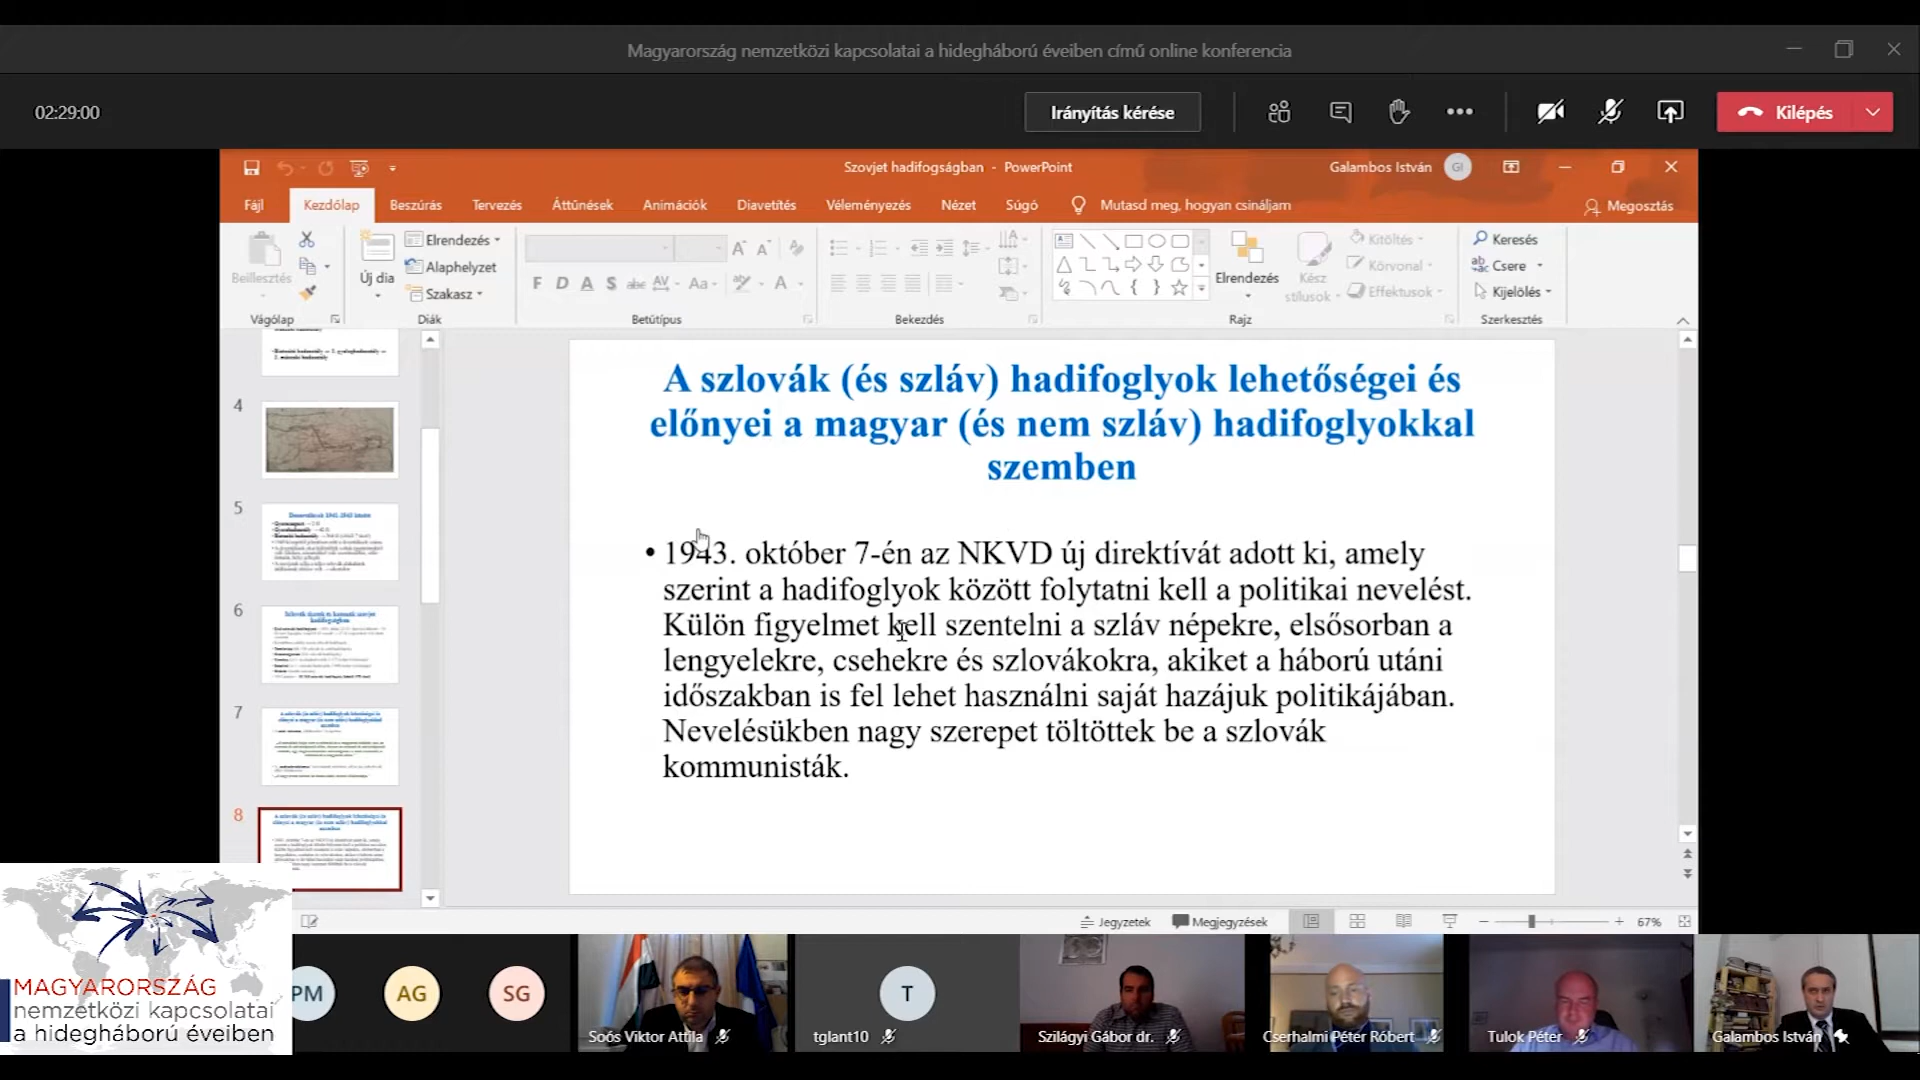 Magyarország nemzetközi kapcsolatai a hidegháború éveiben című online konferencia
02:29:00
Irányítás kérése
Kilépés
Szovjet hadifogságban - PowerPoint
Galambos István
GI
Fájl
Kezdőlap
Beszúrás
Tervezés
Áttűnések
Animációk
Diavetítés
Véleményezés
Nézet
Súgó
Mutasd meg, hogyan csináljam
Megosztás
Beillesztés
Új dia
Elrendezés
Alaphelyzet
Szakasz
F D A S abc AV Aa A
Elrendezés
Kész stílusok
Kitöltés
Körvonal
Effektusok
Keresés
Csere
Kijelölés
Vágólap
Diák
Betűtípus
Bekezdés
Rajz
Szerkesztés
4
5
6
7
8
A szlovák (és szláv) hadifoglyok lehetőségei és
előnyei a magyar (és nem szláv) hadifoglyokkal
szemben
• 1943. október 7-én az NKVD új direktívát adott ki, amely
szerint a hadifoglyok között folytatni kell a politikai nevelést.
Külön figyelmet kell szentelni a szláv népekre, elsősorban a
lengyelekre, csehekre és szlovákokra, akiket a háború utáni
időszakban is fel lehet használni saját hazájuk politikájában.
Nevelésükben nagy szerepet töltöttek be a szlovák
kommunisták.
Jegyzetek
Megjegyzések
67%
MAGYARORSZÁG
nemzetközi kapcsolatai
a hidegháború éveiben
PM
AG
SG
Soós Viktor Attila
T
tglant10
Szilágyi Gábor dr.
Cserhalmi Péter Róbert
Tulok Péter
Galambos István